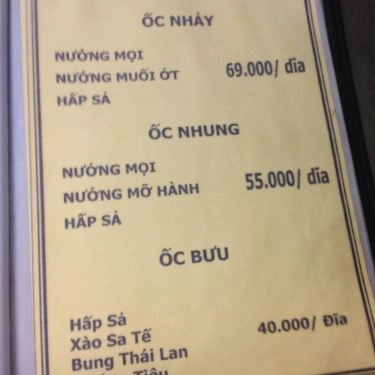 ỐC NHẢY
NƯỚNG MỌI
NƯỚNG MUỐI ỚT 69.000/ dĩa
HẤP SẢ
ỐC NHUNG
NƯỚNG MỌI
NƯỚNG MỠ HÀNH 55.000/ dĩa
HẤP SẢ
ỐC BƯU
Hấp Sả
Xào Sa Tế 40.000/ Đĩa
Bung Thái Lan
Tiêu